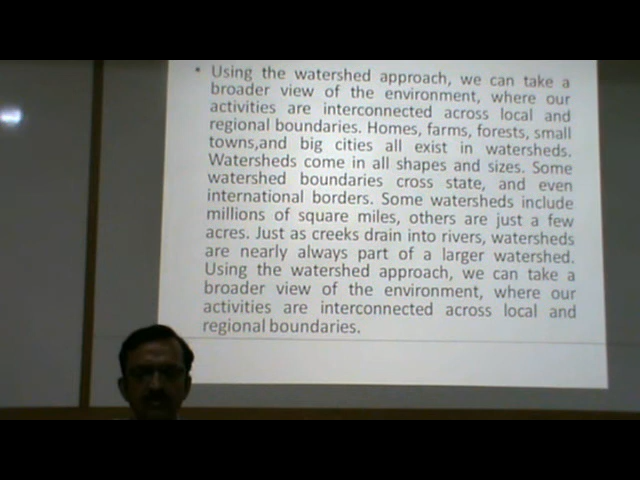 • Using the watershed approach, we can take a
broader view of the environment, where our
activities are interconnected across local and
regional boundaries. Homes, farms, forests, small
towns,and big cities all exist in watersheds.
Watersheds come in all shapes and sizes. Some
watershed boundaries cross state, and even
international borders. Some watersheds include
millions of square miles, others are just a few
acres. Just as creeks drain into rivers, watersheds
are nearly always part of a larger watershed.
Using the watershed approach, we can take a
broader view of the environment, where our
activities are interconnected across local and
regional boundaries.